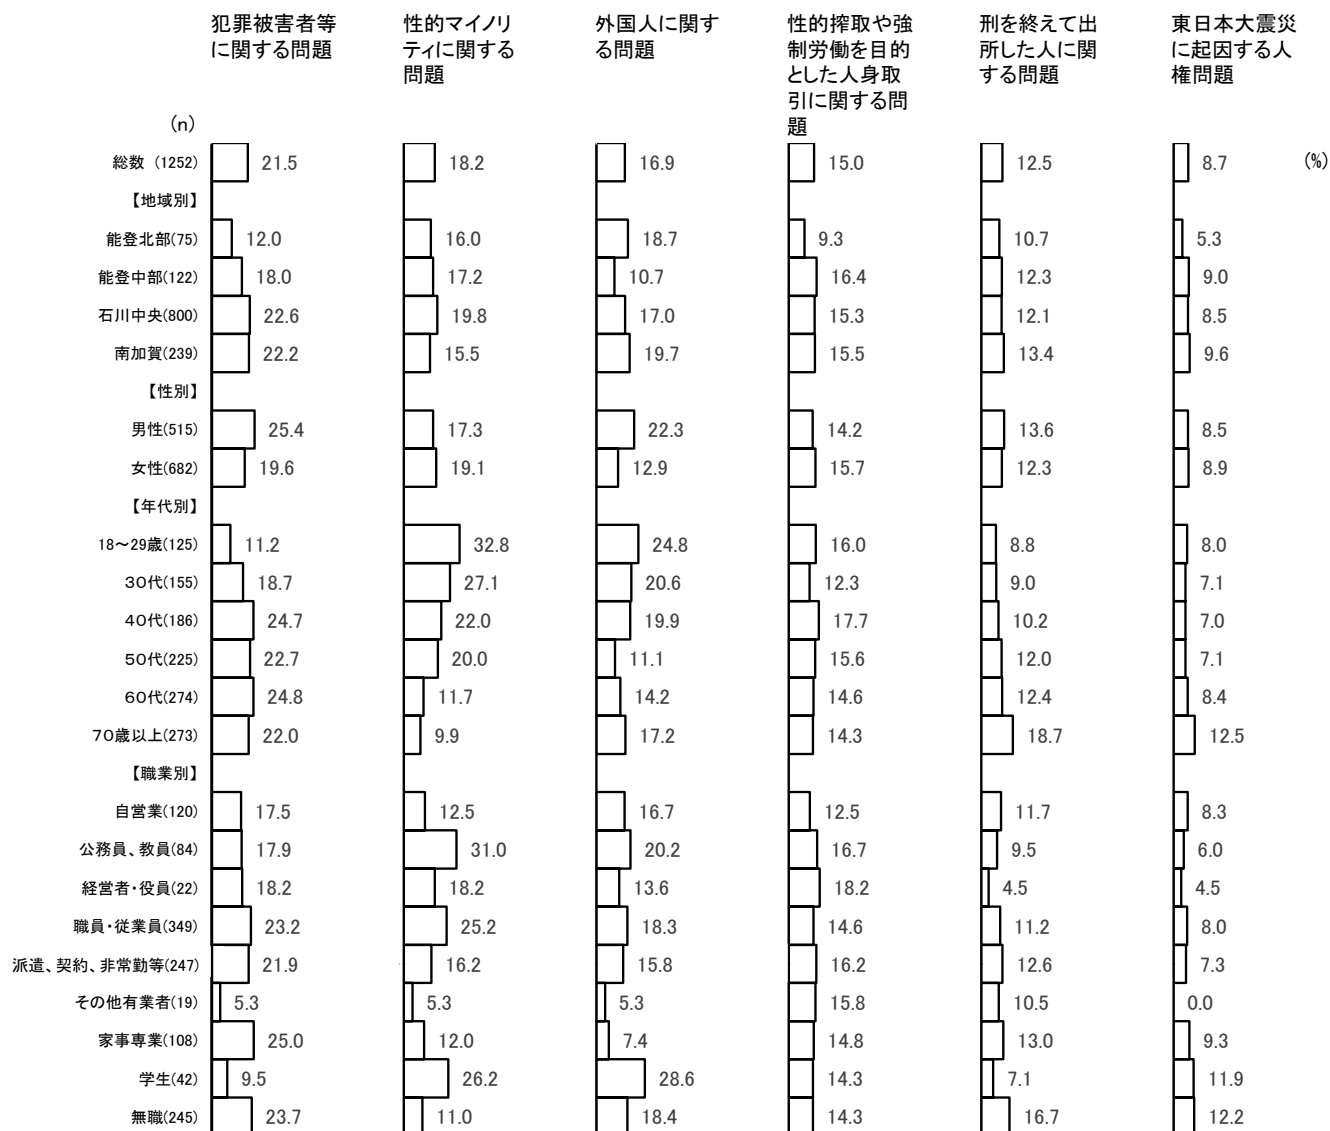 犯罪被害者等
に関する問題
性的マイノリ
ティに関する
問題
外国人に関す
る問題
性的搾取や強
制労働を目的
とした人身取
引に関する問
題
刑を終えて出
所した人に関
する問題
東日本大震災
に起因する人
権問題
(n)
総数 (1252) 21.5 18.2 16.9 15.0 12.5 8.7 (%)
【地域別】
能登北部(75) 12.0 16.0 18.7 9.3 10.7 5.3
能登中部(122) 18.0 17.2 10.7 16.4 12.3 9.0
石川中央(800) 22.6 19.8 17.0 15.3 12.1 8.5
南加賀(239) 22.2 15.5 19.7 15.5 13.4 9.6
【性別】
男性(515) 25.4 17.3 22.3 14.2 13.6 8.5
女性(682) 19.6 19.1 12.9 15.7 12.3 8.9
【年代別】
18～29歳(125) 11.2 32.8 24.8 16.0 8.8 8.0
30代(155) 18.7 27.1 20.6 12.3 9.0 7.1
40代(186) 24.7 22.0 19.9 17.7 10.2 7.0
50代(225) 22.7 20.0 11.1 15.6 12.0 7.1
60代(274) 24.8 11.7 14.2 14.6 12.4 8.4
70歳以上(273) 22.0 9.9 17.2 14.3 18.7 12.5
【職業別】
自営業(120) 17.5 12.5 16.7 12.5 11.7 8.3
公務員、教員(84) 17.9 31.0 20.2 16.7 9.5 6.0
経営者・役員(22) 18.2 18.2 13.6 18.2 4.5 4.5
職員・従業員(349) 23.2 25.2 18.3 14.6 11.2 8.0
派遣、契約、非常勤等(247) 21.9 16.2 15.8 16.2 12.6 7.3
その他有業者(19) 5.3 5.3 5.3 15.8 10.5 0.0
家事専業(108) 25.0 12.0 7.4 14.8 13.0 9.3
学生(42) 9.5 26.2 28.6 14.3 7.1 11.9
無職(245) 23.7 11.0 18.4 14.3 16.7 12.2